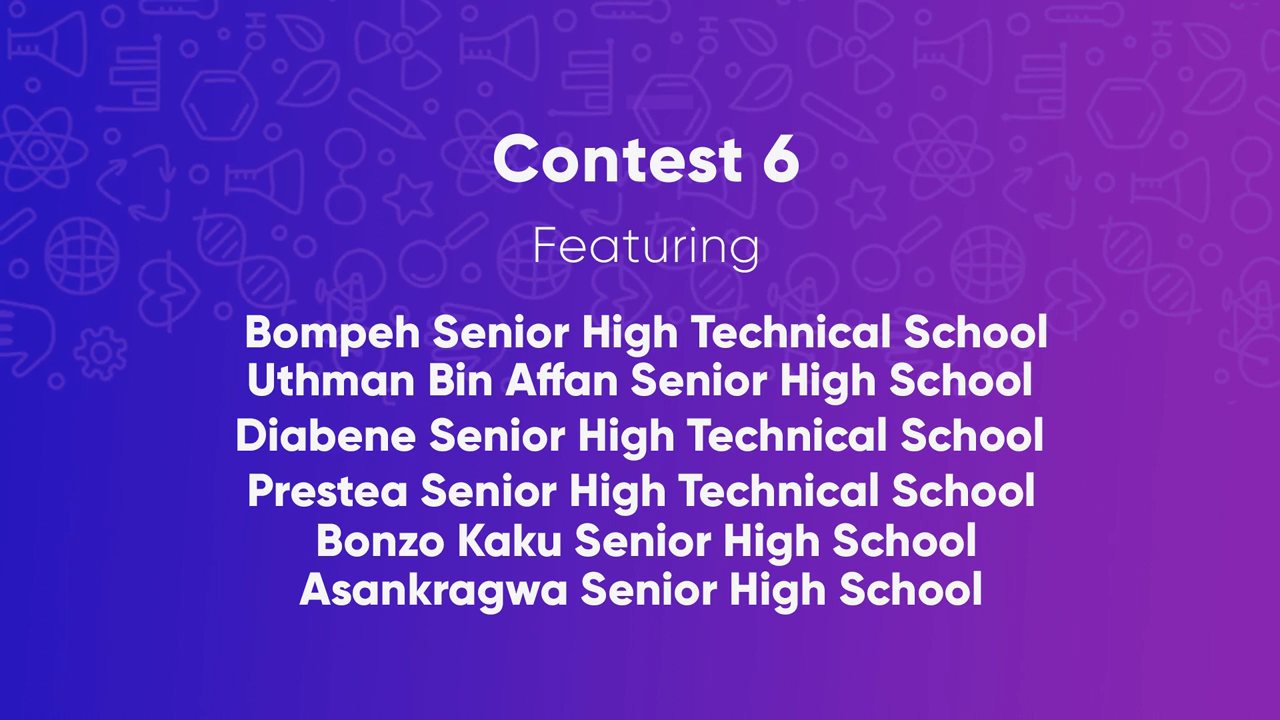 Contest 6
Featuring
Bompeh Senior High Technical School
Uthman Bin Affan Senior High School
Diabene Senior High Technical School
Prestea Senior High Technical School
Bonzo Kaku Senior High School
Asankragwa Senior High School